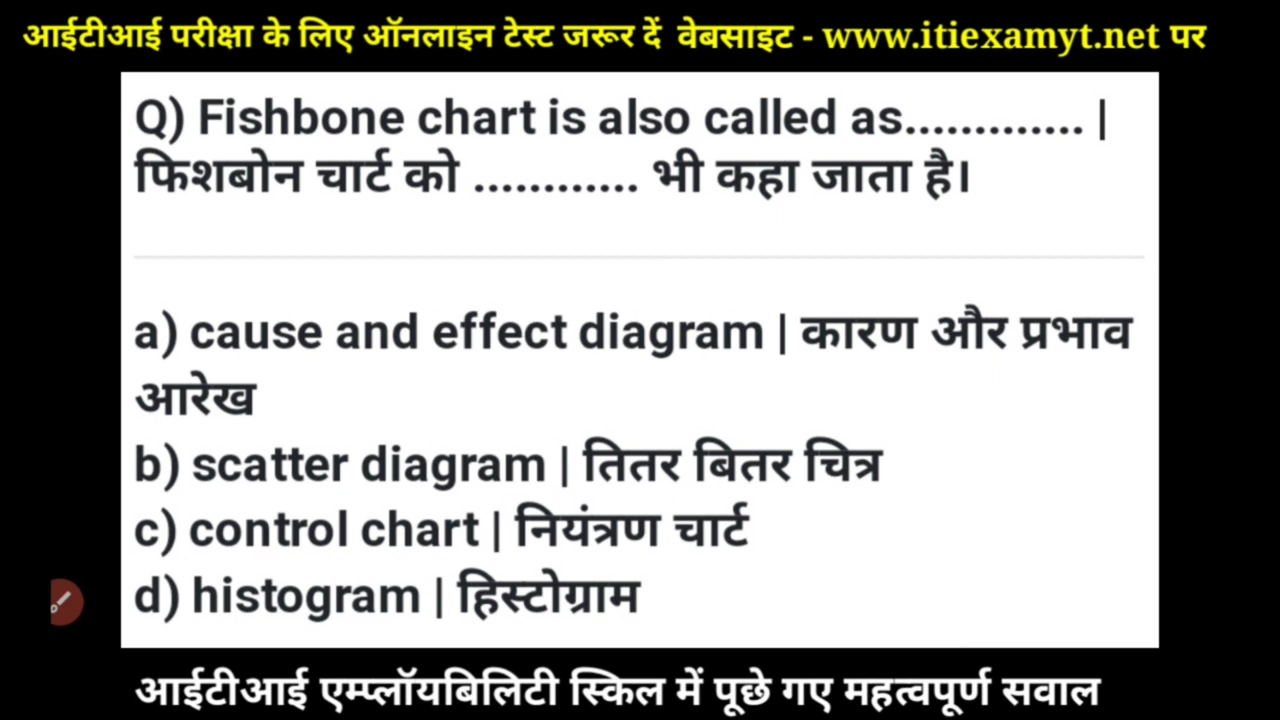 आईटीआई परीक्षा के लिए ऑनलाइन टेस्ट जरूर दें वेबसाइट - www.itiexamyt.net पर
Q) Fishbone chart is also called as............. |
फिशबोन चार्ट को ............ भी कहा जाता है।
a) cause and effect diagram | कारण और प्रभाव
आरेख
b) scatter diagram | तितर बितर चित्र
c) control chart | नियंत्रण चार्ट
d) histogram | हिस्टोग्राम
आईटीआई एम्प्लॉयबिलिटी स्किल में पूछे गए महत्वपूर्ण सवाल